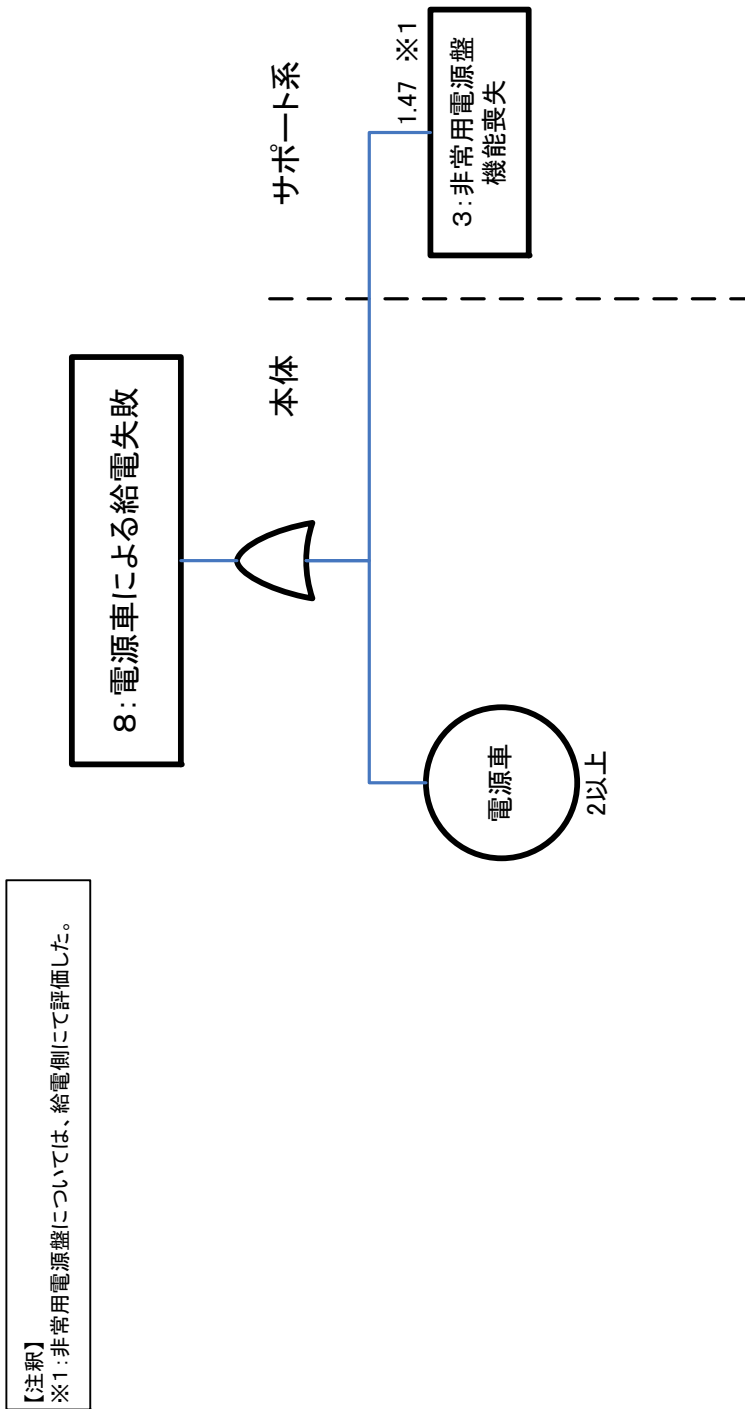 【注釈】
※1：非常用電源盤については、給電側にて評価した。
8：電源車による給電失敗
本体
サポート系
電源車
2以上
1.47 ※1
3：非常用電源盤
機能喪失